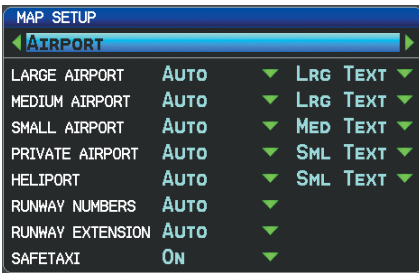 MAP SETUP
AIRPORT
LARGE AIRPORT AUTO LRG TEXT
MEDIUM AIRPORT AUTO LRG TEXT
SMALL AIRPORT AUTO MED TEXT
PRIVATE AIRPORT AUTO SML TEXT
HELIPORT AUTO SML TEXT
RUNWAY NUMBERS AUTO
RUNWAY EXTENSION AUTO
SAFETAXI ON